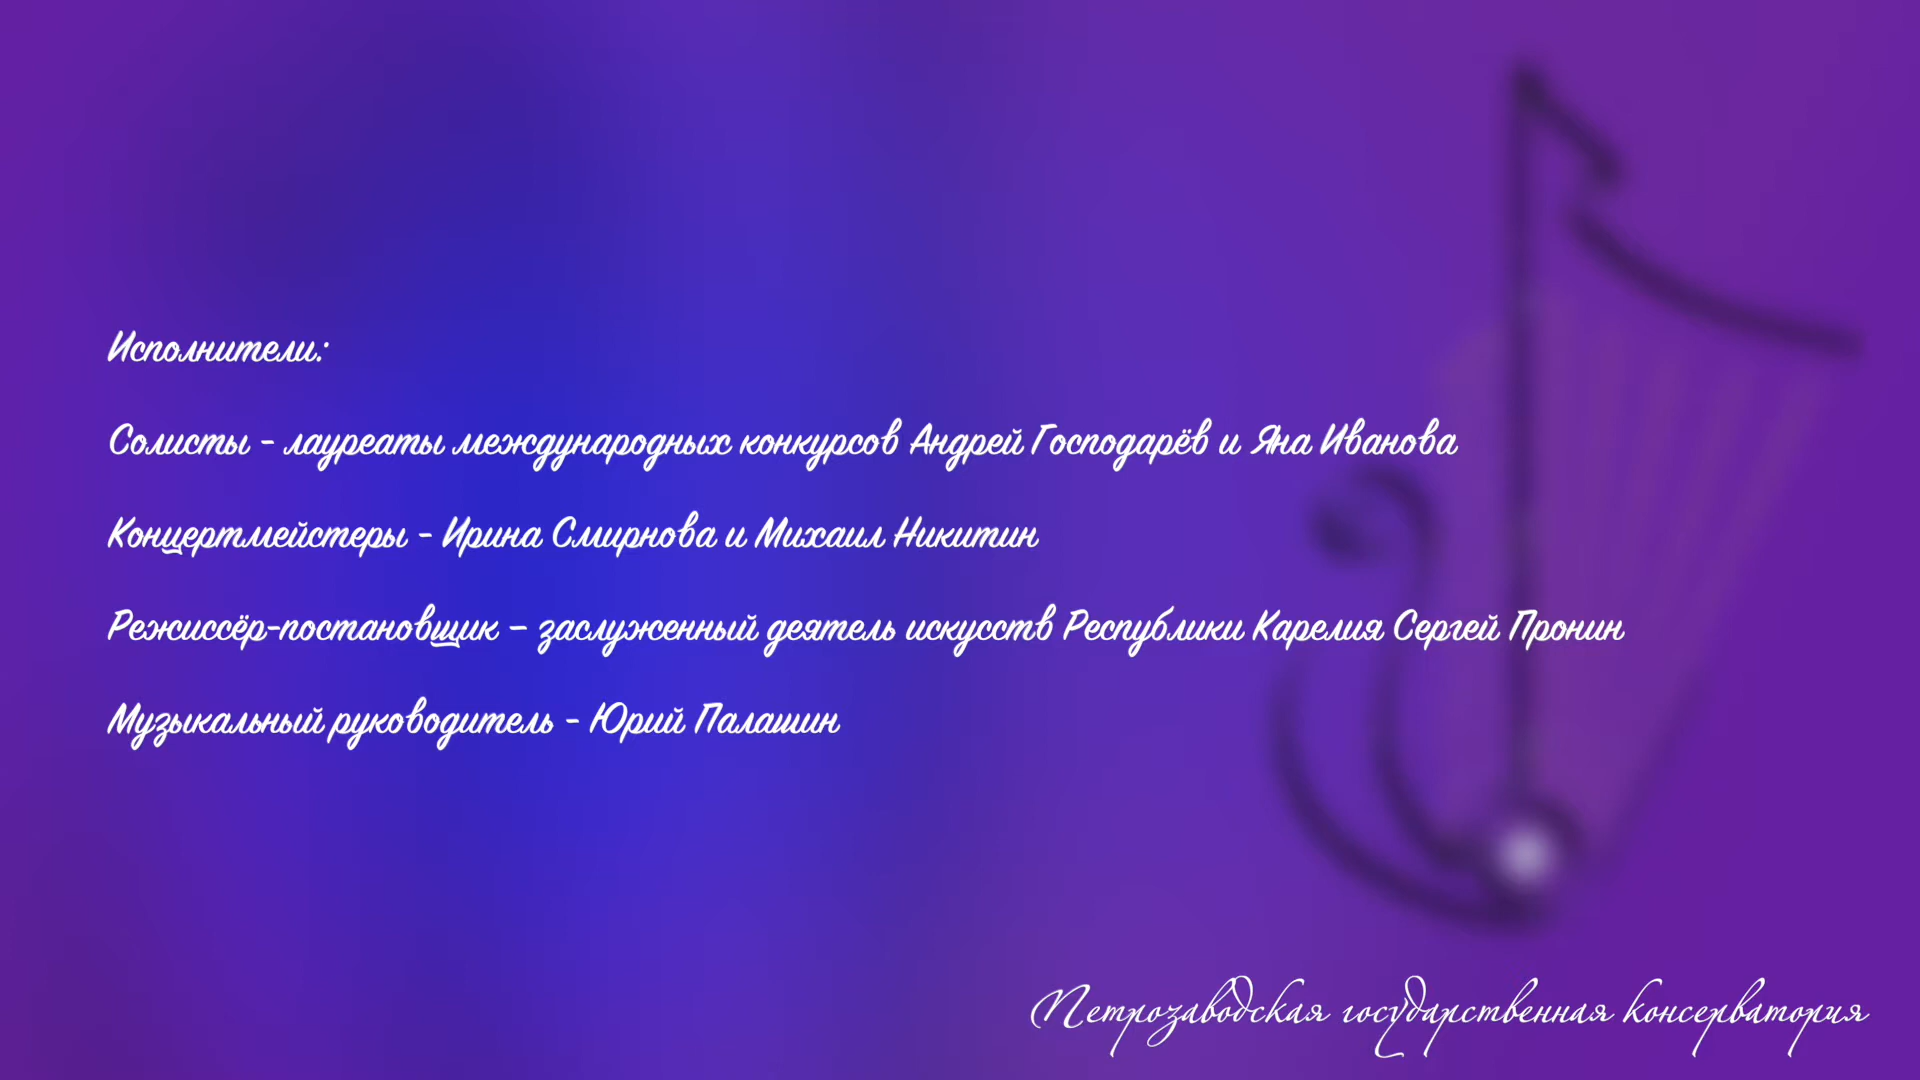 Исполнители:
Солисты - лауреаты международных конкурсов Андрей Господарёв и Яна Иванова
Концертмейстеры - Ирина Смирнова и Михаил Никитин
Режиссёр-постановщик – заслуженный деятель искусств Республики Карелия Сергей Пронин
Музыкальный руководитель - Юрий Палашин
Петрозаводская государственная консерватория